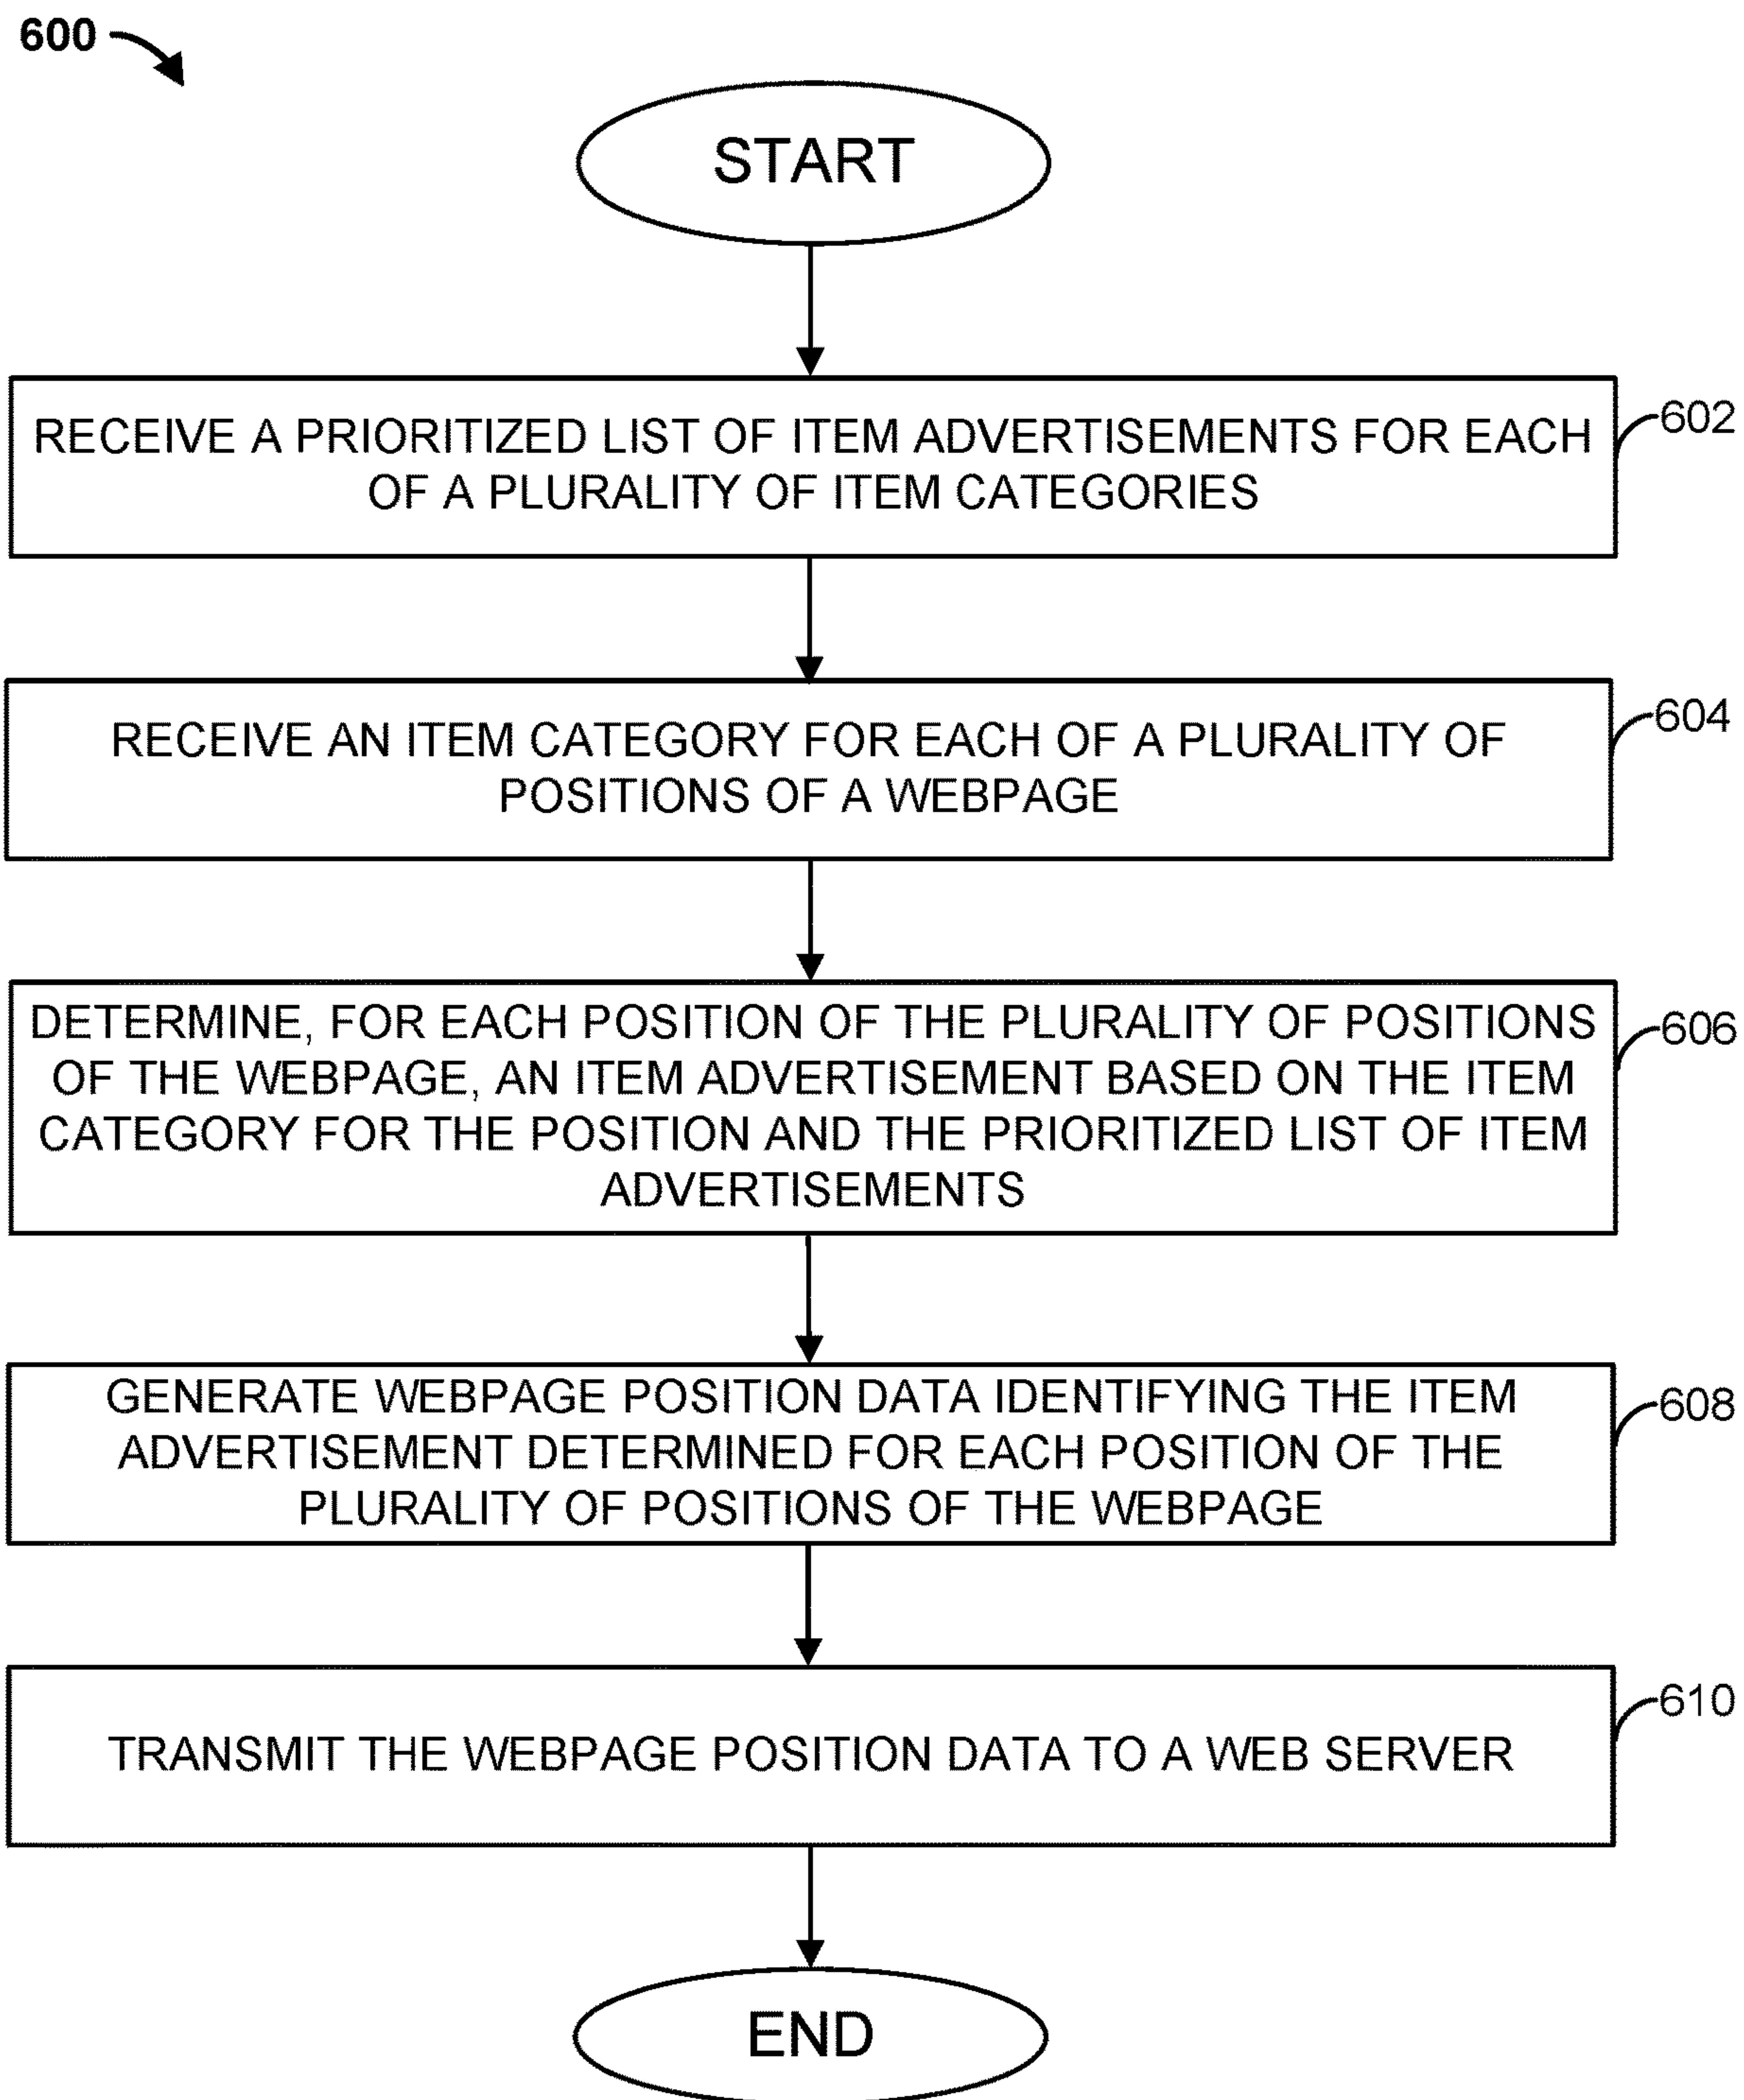 600
START
RECEIVE A PRIORITIZED LIST OF ITEM ADVERTISEMENTS FOR EACH
OF A PLURALITY OF ITEM CATEGORIES
602
RECEIVE AN ITEM CATEGORY FOR EACH OF A PLURALITY OF
POSITIONS OF A WEBPAGE
604
DETERMINE, FOR EACH POSITION OF THE PLURALITY OF POSITIONS
OF THE WEBPAGE, AN ITEM ADVERTISEMENT BASED ON THE ITEM
CATEGORY FOR THE POSITION AND THE PRIORITIZED LIST OF ITEM
ADVERTISEMENTS
606
GENERATE WEBPAGE POSITION DATA IDENTIFYING THE ITEM
ADVERTISEMENT DETERMINED FOR EACH POSITION OF THE
PLURALITY OF POSITIONS OF THE WEBPAGE
608
TRANSMIT THE WEBPAGE POSITION DATA TO A WEB SERVER
610
END